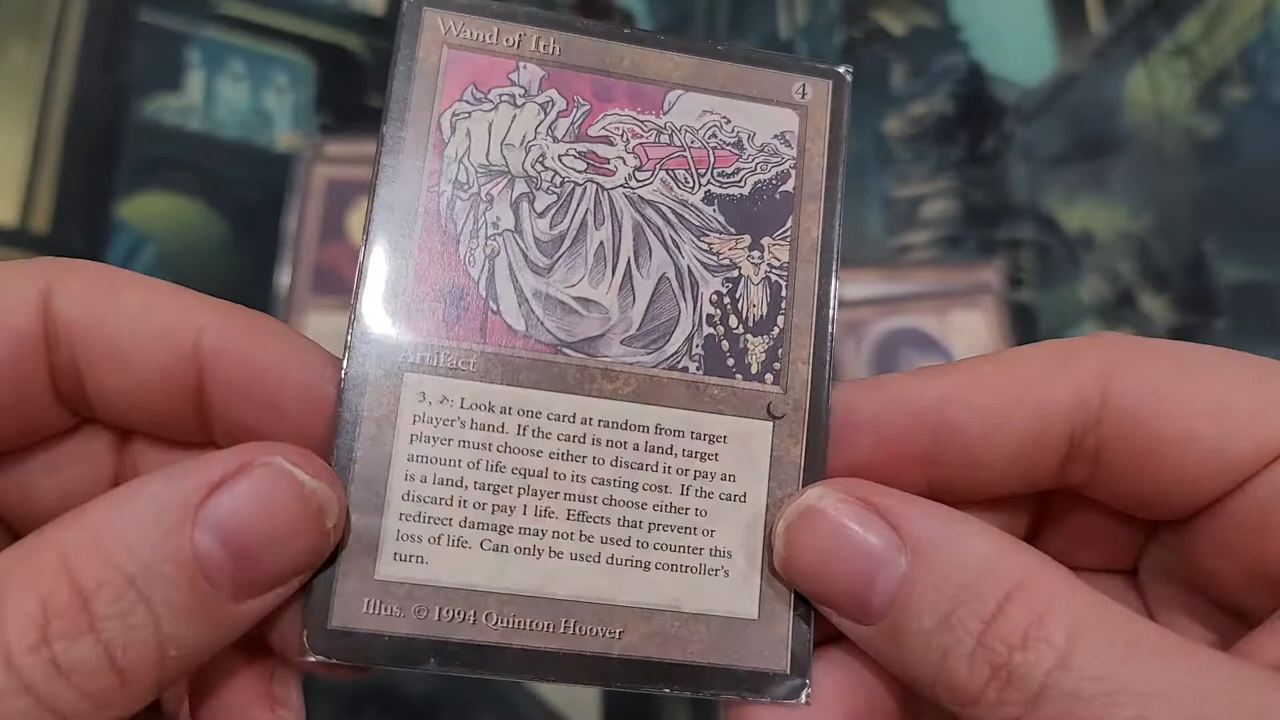 Wand of Ith
4
Artifact
3, : Look at one card at random from target
player's hand. If the card is not a land, target
player must choose either to discard it or pay an
amount of life equal to its casting cost. If the card
is a land, target player must choose either to
discard it or pay 1 life. Effects that prevent or
redirect damage may not be used to counter this
loss of life. Can only be used during controller's
turn.
Illus. © 1994 Quinton Hoover